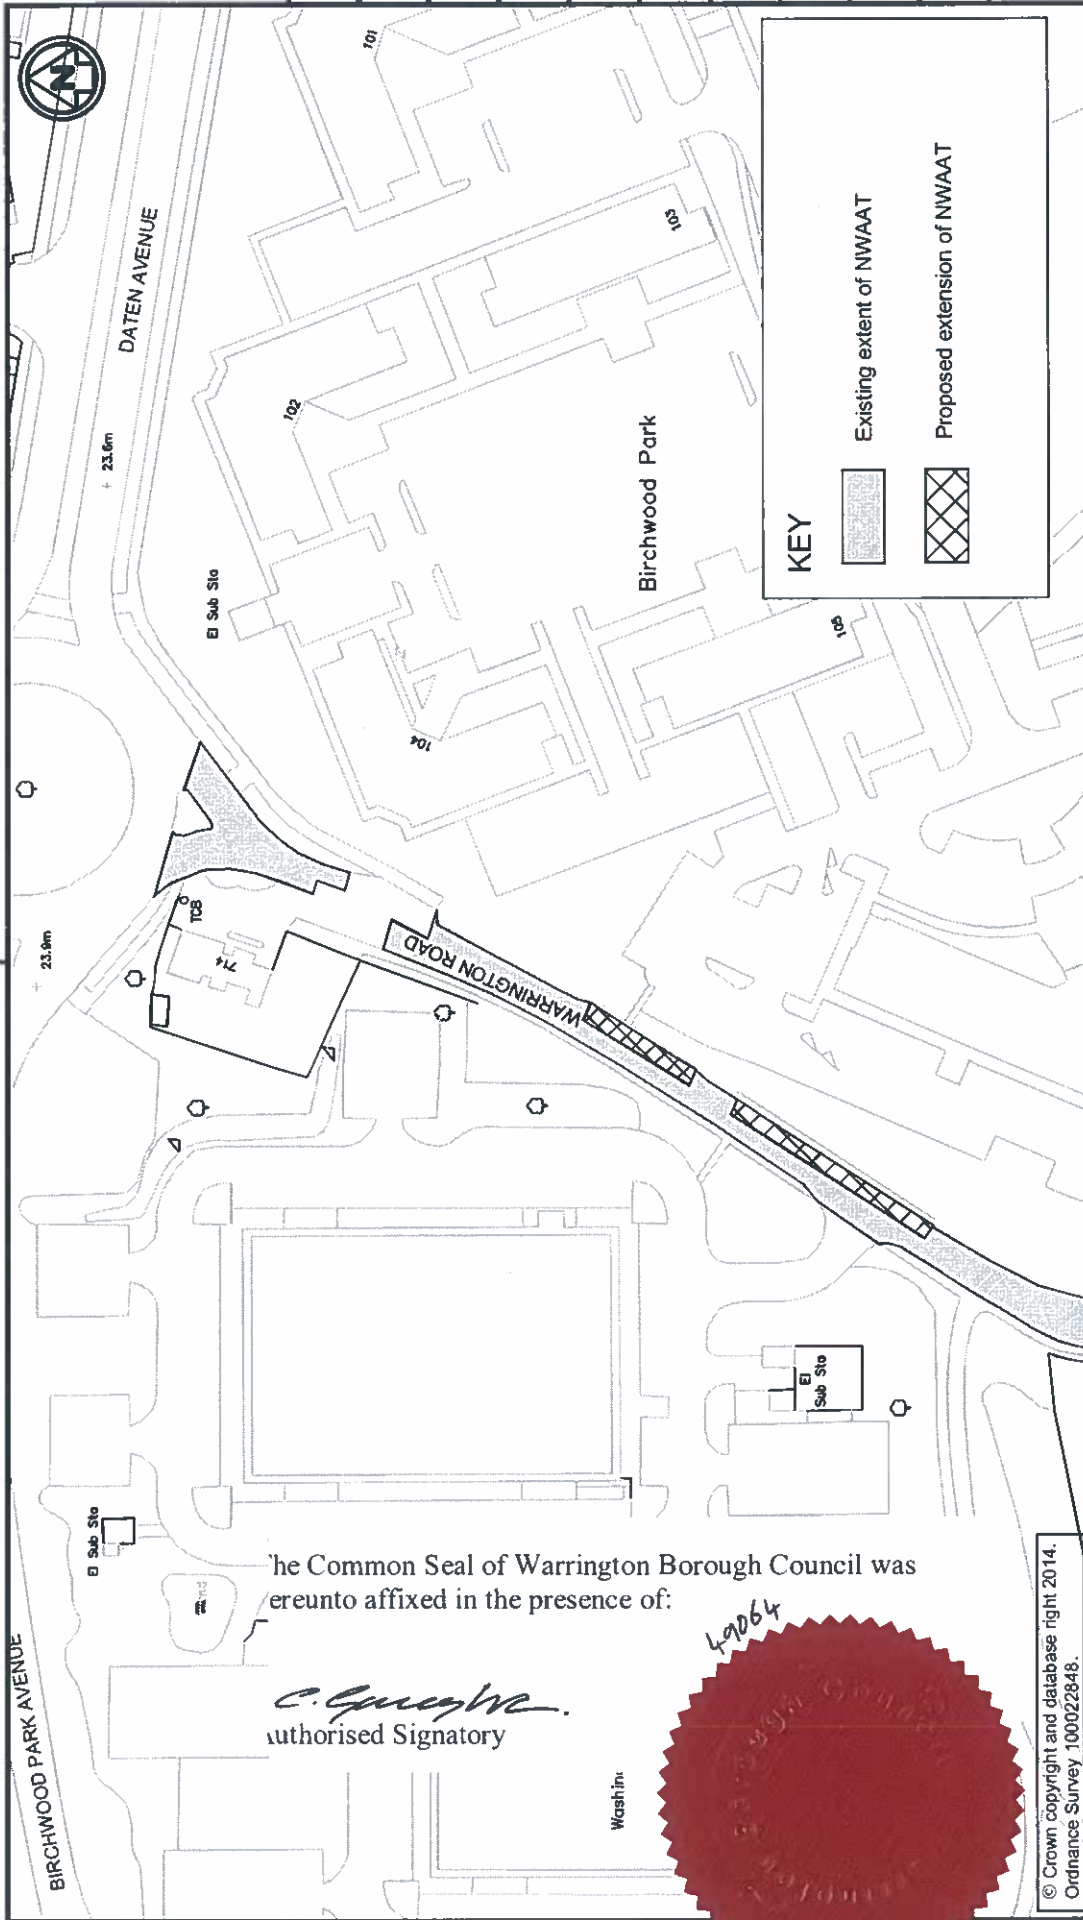 N
DATEN AVENUE
23.6m
101
102
103
104
105
El Sub Sta
Birchwood Park
23.9m
TCB
714
WARRINGTON ROAD
KEY
Existing extent of NWAAT
Proposed extension of NWAAT
El
Sub Sta
El Sub Sta
BIRCHWOOD PARK AVENUE
he Common Seal of Warrington Borough Council was
ereunto affixed in the presence of:
49064
uthorised Signatory
Washin
© Crown copyright and database right 2014.
Ordnance Survey 100022848.